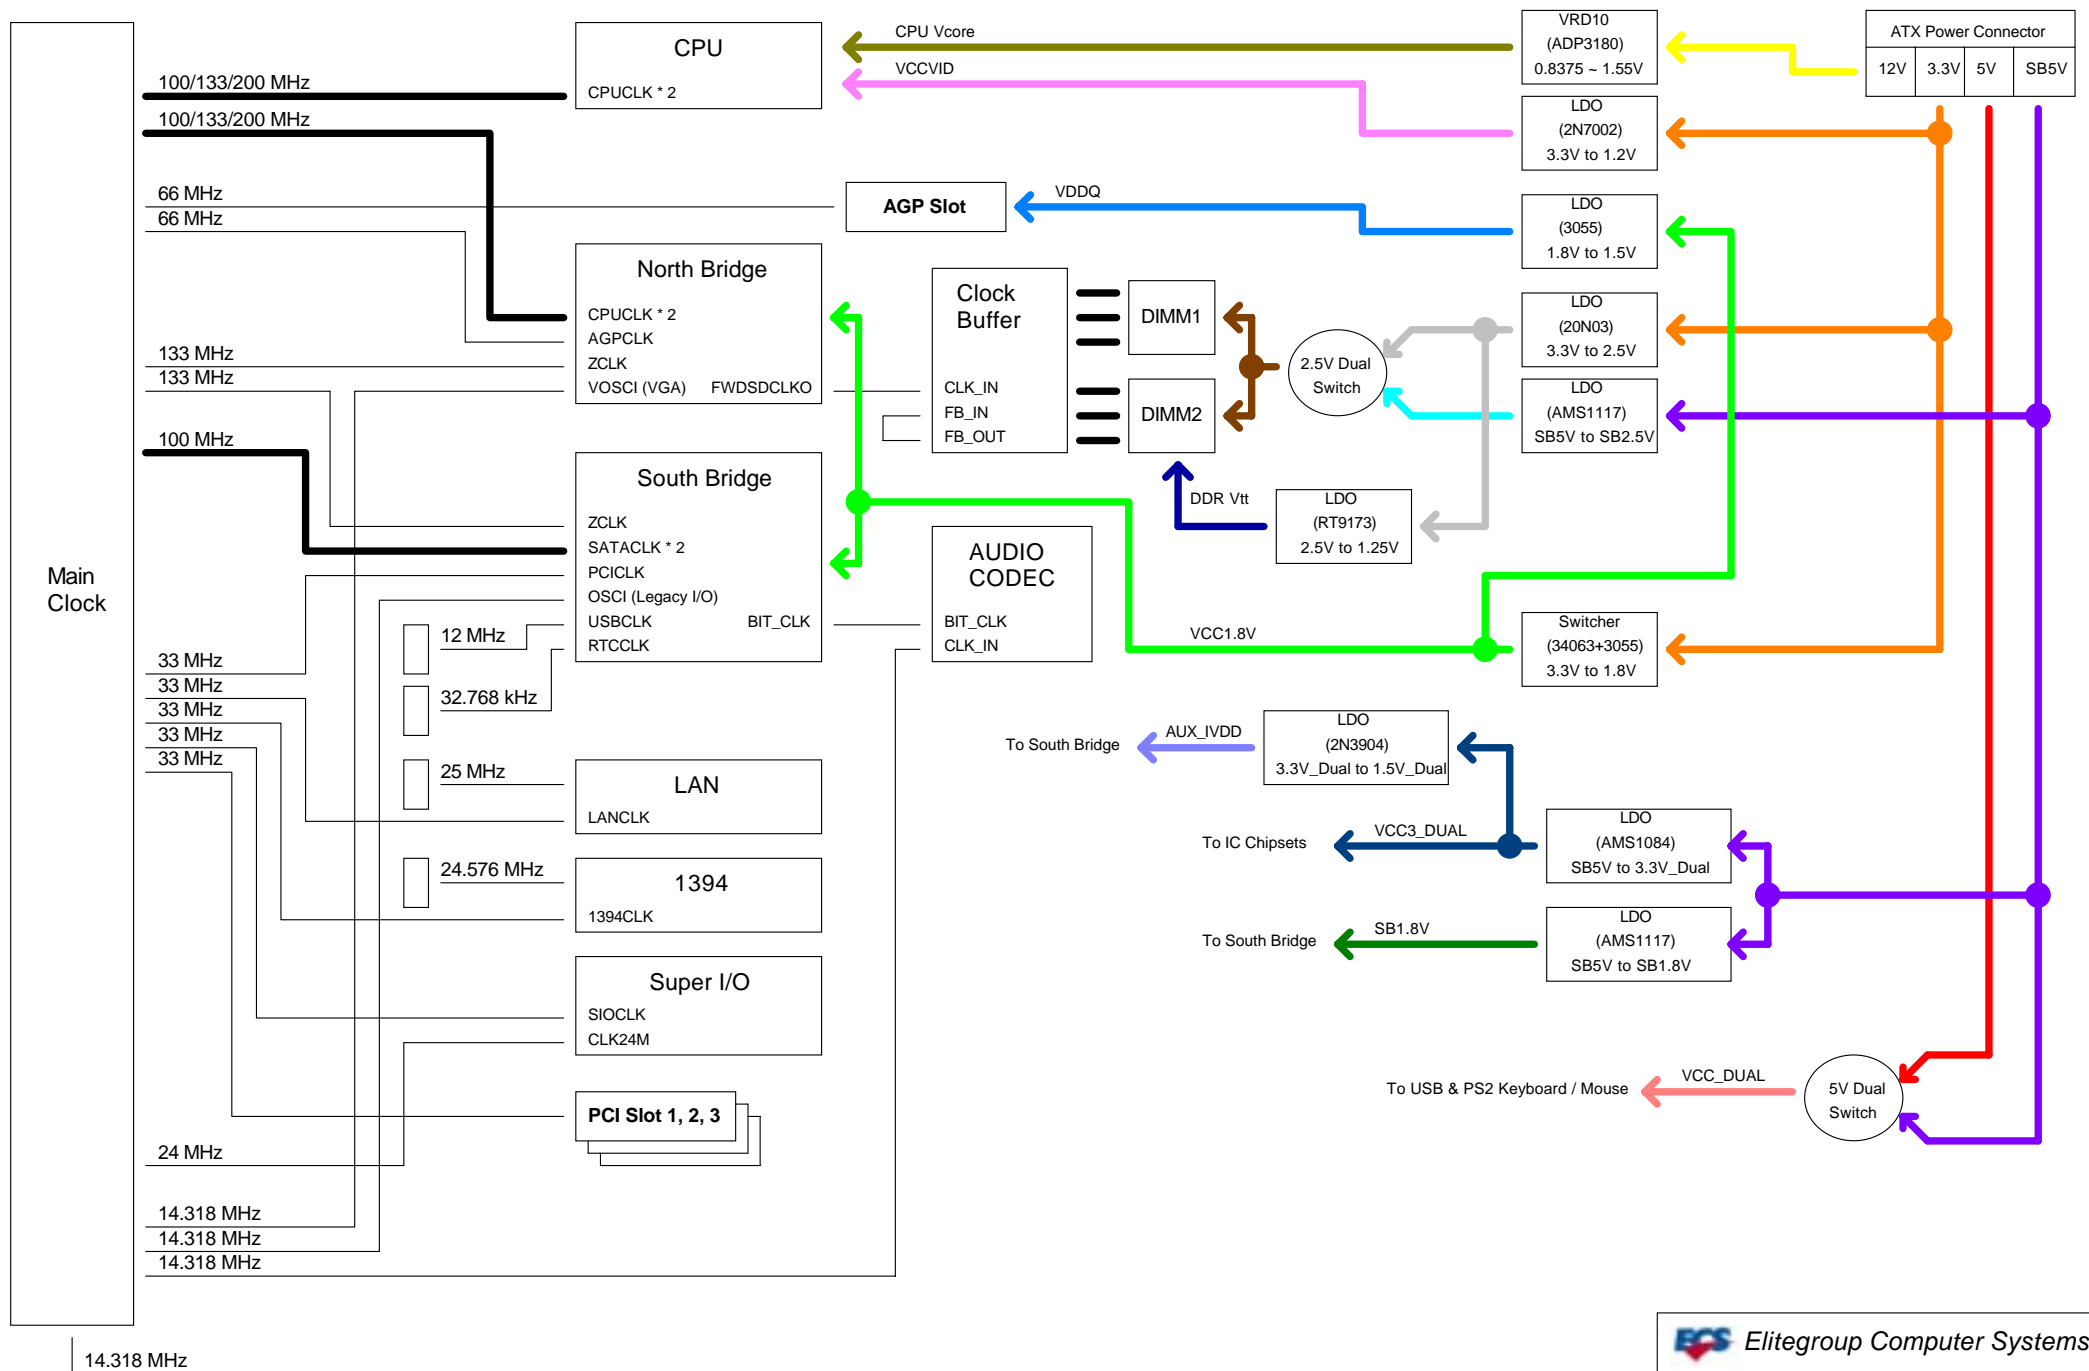 Main
Clock
100/133/200 MHz
100/133/200 MHz
66 MHz
66 MHz
133 MHz
133 MHz
100 MHz
33 MHz
33 MHz
33 MHz
33 MHz
33 MHz
24 MHz
14.318 MHz
14.318 MHz
14.318 MHz
14.318 MHz
CPU
CPUCLK * 2
AGP Slot
North Bridge
CPUCLK * 2
AGPCLK
ZCLK
VOSCI (VGA)
FWDSDCLKO
South Bridge
ZCLK
SATACLK * 2
PCICLK
OSCI (Legacy I/O)
USBCLK
BIT_CLK
RTCCLK
12 MHz
32.768 kHz
25 MHz
LAN
LANCLK
24.576 MHz
1394
1394CLK
Super I/O
SIOCLK
CLK24M
PCI Slot 1, 2, 3
Clock
Buffer
CLK_IN
FB_IN
FB_OUT
DIMM1
DIMM2
AUDIO
CODEC
BIT_CLK
CLK_IN
CPU Vcore
VCCVID
VDDQ
DDR Vtt
VCC1.8V
2.5V Dual
Switch
LDO
(RT9173)
2.5V to 1.25V
VRD10
(ADP3180)
0.8375 ~ 1.55V
LDO
(2N7002)
3.3V to 1.2V
LDO
(3055)
1.8V to 1.5V
LDO
(20N03)
3.3V to 2.5V
LDO
(AMS1117)
SB5V to SB2.5V
Switcher
(34063+3055)
3.3V to 1.8V
ATX Power Connector
12V
3.3V
5V
SB5V
To South Bridge
AUX_IVDD
LDO
(2N3904)
3.3V_Dual to 1.5V_Dual
To IC Chipsets
VCC3_DUAL
LDO
(AMS1084)
SB5V to 3.3V_Dual
To South Bridge
SB1.8V
LDO
(AMS1117)
SB5V to SB1.8V
To USB & PS2 Keyboard / Mouse
VCC_DUAL
5V Dual
Switch
ECS
Elitegroup Computer Systems